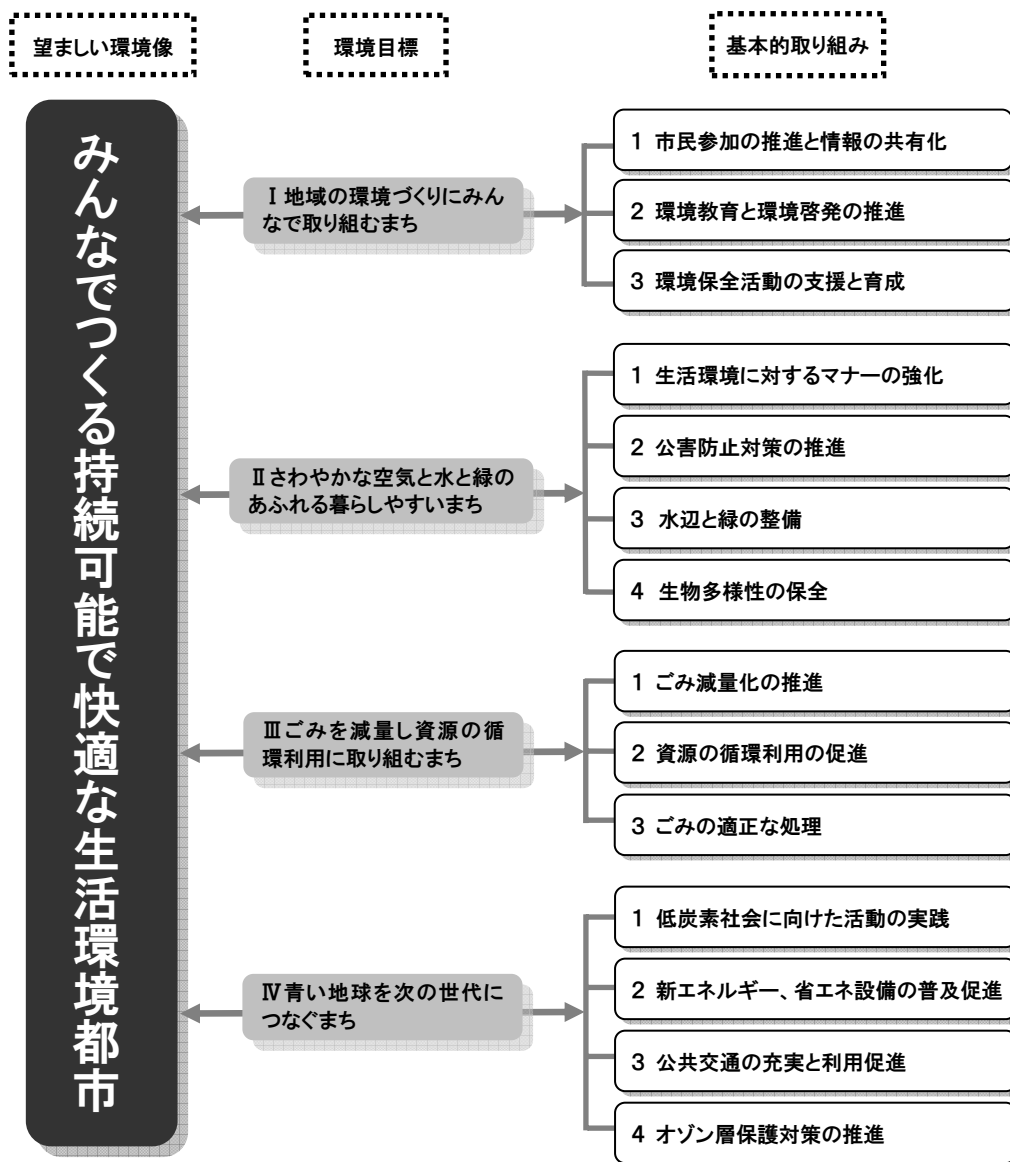 望ましい環境像
環境目標
基本的取り組み
みんなでつくる持続可能で快適な生活環境都市
Ⅰ地域の環境づくりにみん
なで取り組むまち
1 市民参加の推進と情報の共有化
2 環境教育と環境啓発の推進
3 環境保全活動の支援と育成
Ⅱさわやかな空気と水と緑の
あふれる暮らしやすいまち
1 生活環境に対するマナーの強化
2 公害防止対策の推進
3 水辺と緑の整備
4 生物多様性の保全
Ⅲごみを減量し資源の循
環利用に取り組むまち
1 ごみ減量化の推進
2 資源の循環利用の促進
3 ごみの適正な処理
Ⅳ青い地球を次の世代に
つなぐまち
1 低炭素社会に向けた活動の実践
2 新エネルギー、省エネ設備の普及促進
3 公共交通の充実と利用促進
4 オゾン層保護対策の推進